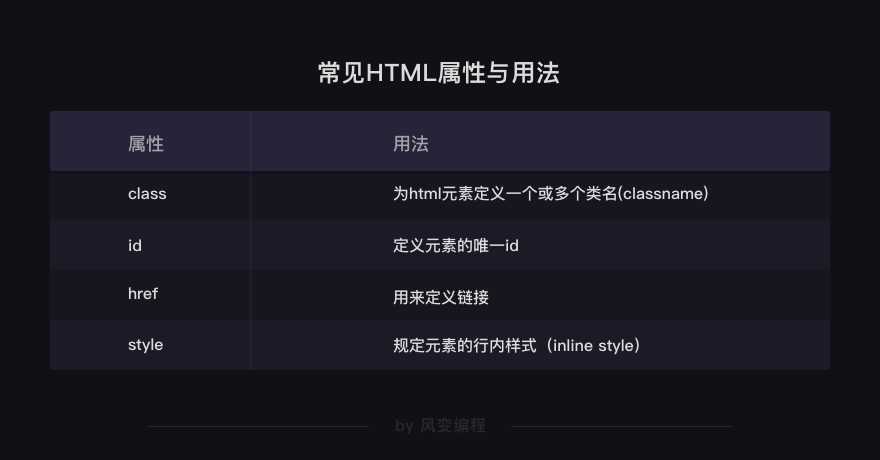 常见HTML属性与用法
属性 用法
class 为html元素定义一个或多个类名(classname)
id 定义元素的唯一id
href 用来定义链接
style 规定元素的行内样式（inline style）
by 风变编程